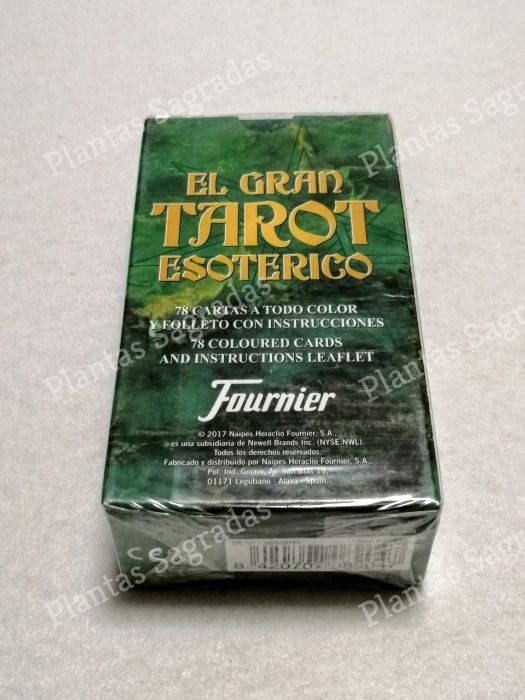 Plantas Sagradas
Plantas Sagradas
EL GRAN
TAROT
ESOTERICO
78 CARTAS A TODO COLOR
Y FOLLETO CON INSTRUCCIONES
78 COLOURED CARDS
AND INSTRUCTIONS LEAFLET
Plantas Sagradas
Plantas Sagradas
Fournier
© 2017 Naipes Heraclio Fournier, S.A.,
es una subsidiaria de Newell Brands Inc. (NYSE:NWL).
Todos los derechos reservados.
Fabricado y distribuido por Naipes Heraclio Fournier, S.A.,
Pol. Ind. Gojain, Av. San Blas 19,
01171 Legutiano - Alava - Spain.
Plantas Sagradas
Plantas Sagradas
8 42070